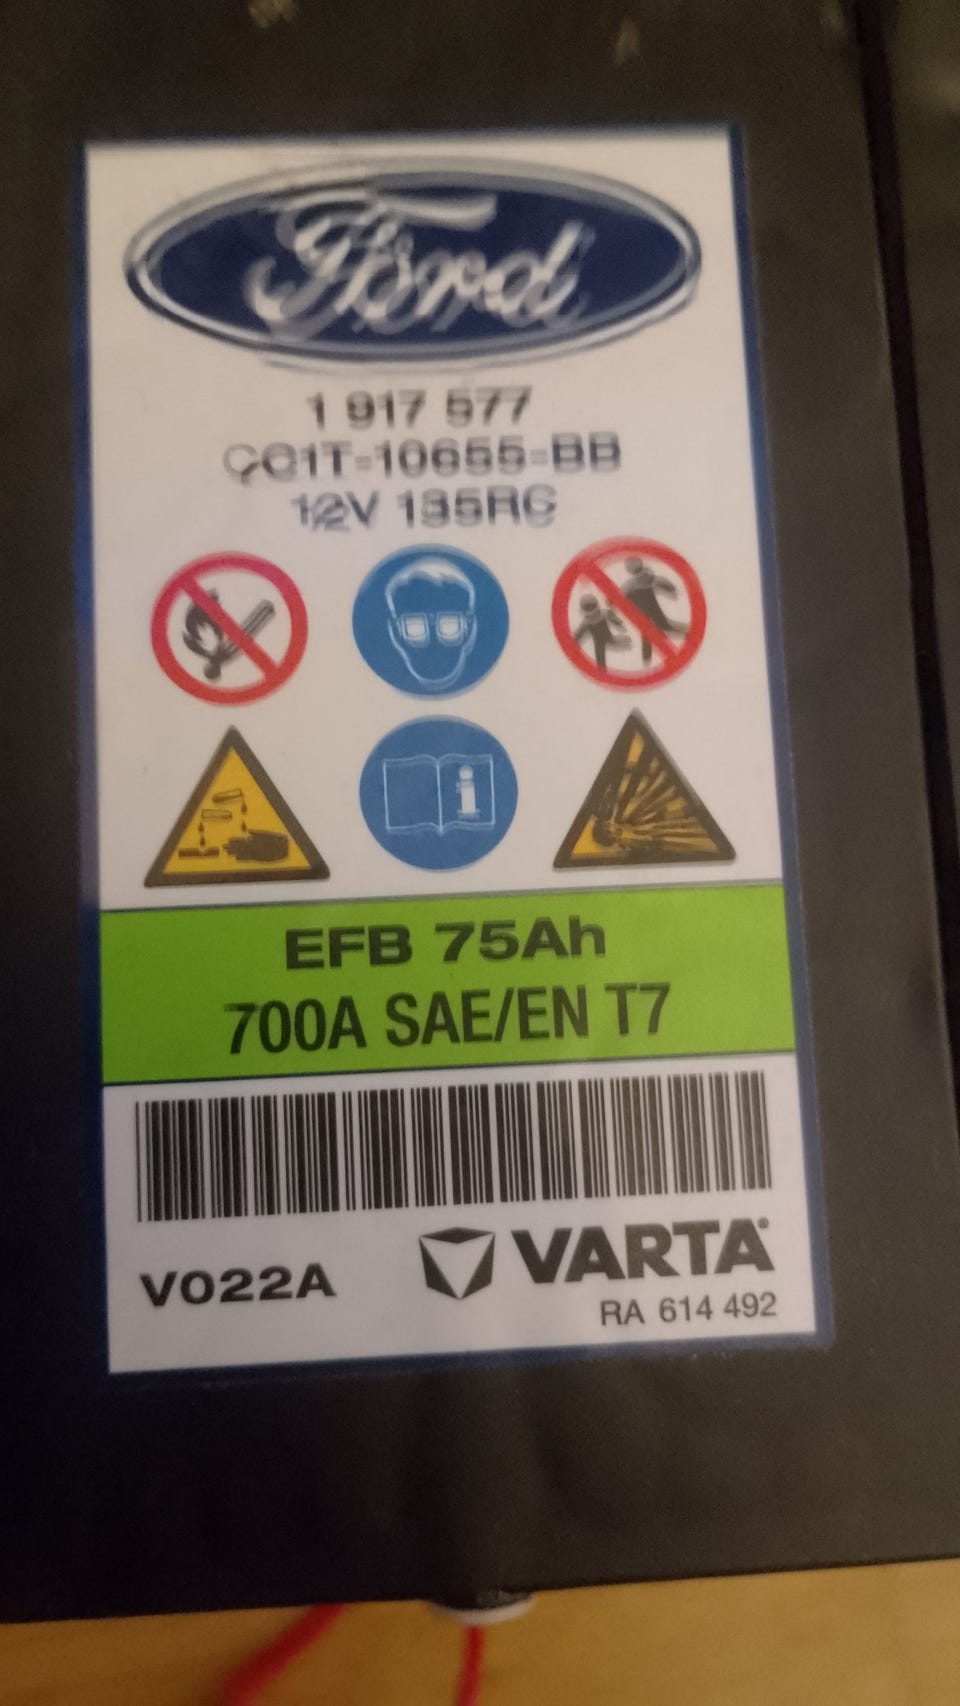 Ford
1 917 577
CC1T-10655-BB
12V 135RC
EFB 75Ah
700A SAE/EN T7
V022A
VARTA
RA 614 492